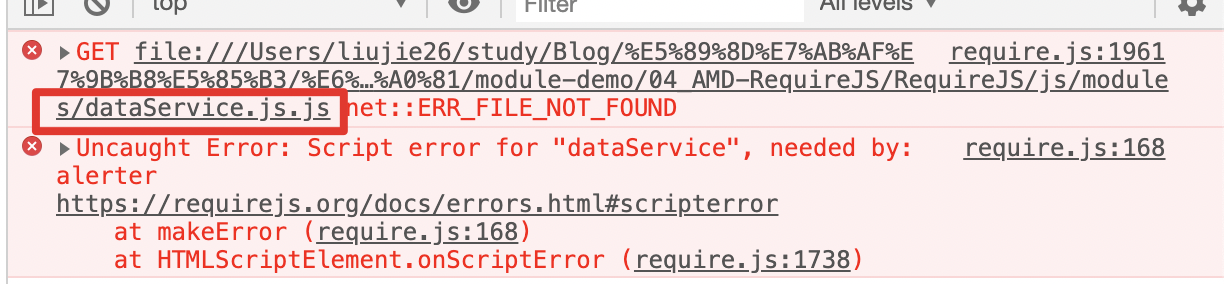 top Filter All levels
GET file:///Users/liujie26/study/Blog/%E5%89%8D%E7%AB%AF%E require.js:1961
7%9B%B8%E5%85%B3/%E6%…%A0%81/module-demo/04_AMD-RequireJS/RequireJS/js/module
s/dataService.js.js net::ERR_FILE_NOT_FOUND
Uncaught Error: Script error for "dataService", needed by: require.js:168
alerter
https://requirejs.org/docs/errors.html#scripterror
at makeError (require.js:168)
at HTMLScriptElement.onScriptError (require.js:1738)